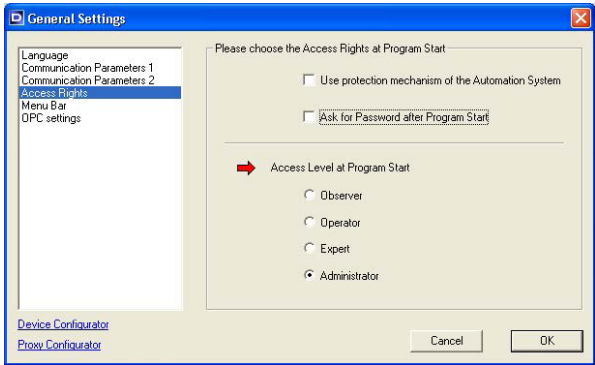 General Settings
Language
Communication Parameters 1
Communication Parameters 2
Access Rights
Menu Bar
OPC settings
Please choose the Access Rights at Program Start
Use protection mechanism of the Automation System
Ask for Password after Program Start
Access Level at Program Start
Observer
Operator
Expert
Administrator
Device Configurator
Proxy Configurator
Cancel
OK